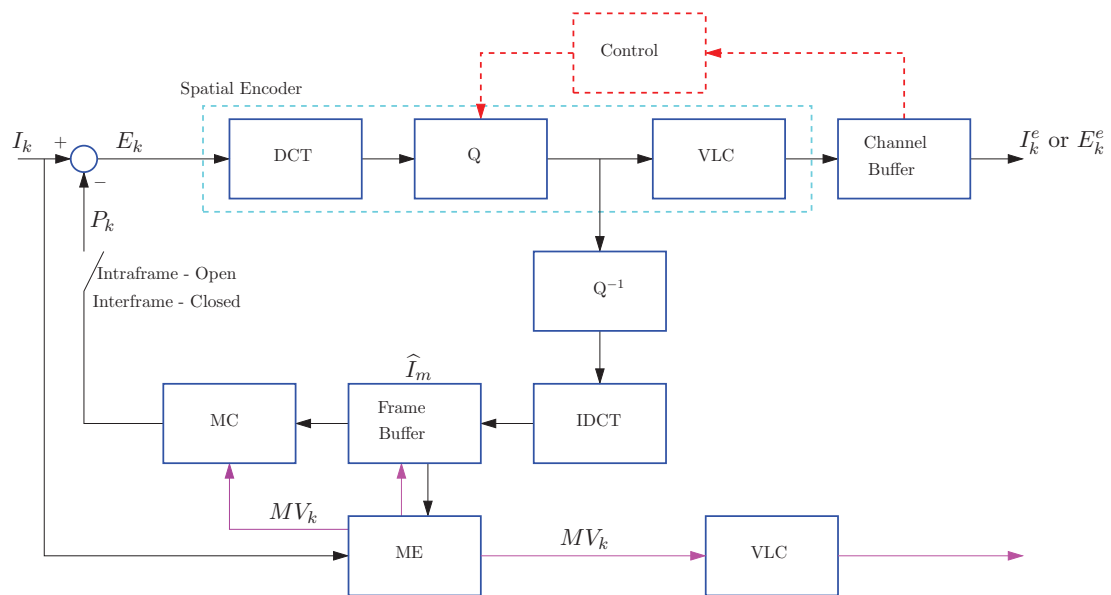 Control
Spatial Encoder
I_k
+
E_k
DCT
Q
VLC
Channel
Buffer
I_k^e or E_k^e
−
P_k
Intraframe - Open
Interframe - Closed
Q⁻¹
Î_m
MC
Frame
Buffer
IDCT
MV_k
ME
MV_k
VLC